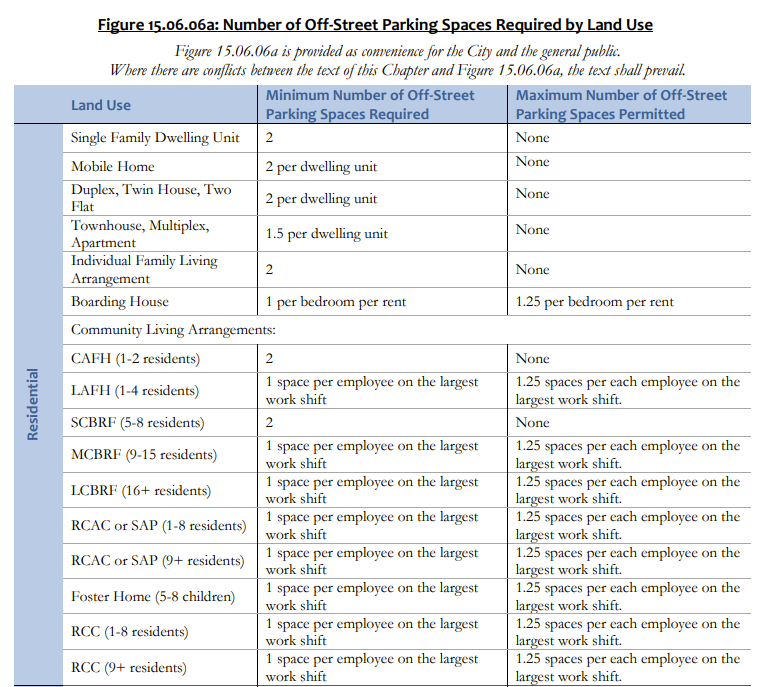 Figure 15.06.06a: Number of Off-Street Parking Spaces Required by Land Use
Figure 15.06.06a is provided as convenience for the City and the general public.
Where there are conflicts between the text of this Chapter and Figure 15.06.06a, the text shall prevail.
Land Use
Minimum Number of Off-Street
Parking Spaces Required
Maximum Number of Off-Street
Parking Spaces Permitted
Residential
Single Family Dwelling Unit
2
None
Mobile Home
2 per dwelling unit
None
Duplex, Twin House, Two
Flat
2 per dwelling unit
None
Townhouse, Multiplex,
Apartment
1.5 per dwelling unit
None
Individual Family Living
Arrangement
2
None
Boarding House
1 per bedroom per rent
1.25 per bedroom per rent
Community Living Arrangements:
CAFH (1-2 residents)
2
None
LAFH (1-4 residents)
1 space per employee on the largest
work shift
1.25 spaces per each employee on the
largest work shift.
SCBRF (5-8 residents)
2
None
MCBRF (9-15 residents)
1 space per employee on the largest
work shift
1.25 spaces per each employee on the
largest work shift.
LCBRF (16+ residents)
1 space per employee on the largest
work shift
1.25 spaces per each employee on the
largest work shift.
RCAC or SAP (1-8 residents)
1 space per employee on the largest
work shift
1.25 spaces per each employee on the
largest work shift.
RCAC or SAP (9+ residents)
1 space per employee on the largest
work shift
1.25 spaces per each employee on the
largest work shift.
Foster Home (5-8 children)
1 space per employee on the largest
work shift
1.25 spaces per each employee on the
largest work shift.
RCC (1-8 residents)
1 space per employee on the largest
work shift
1.25 spaces per each employee on the
largest work shift.
RCC (9+ residents)
1 space per employee on the largest
work shift
1.25 spaces per each employee on the
largest work shift.